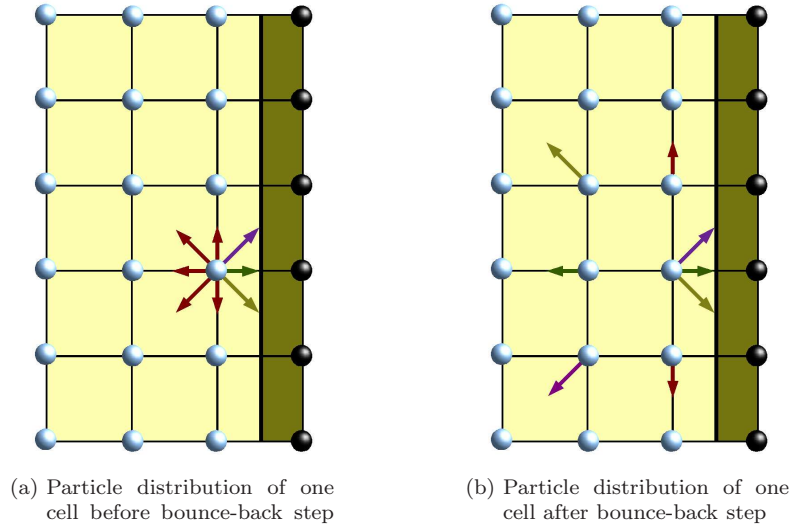 (a) Particle distribution of one
cell before bounce-back step
(b) Particle distribution of one
cell after bounce-back step